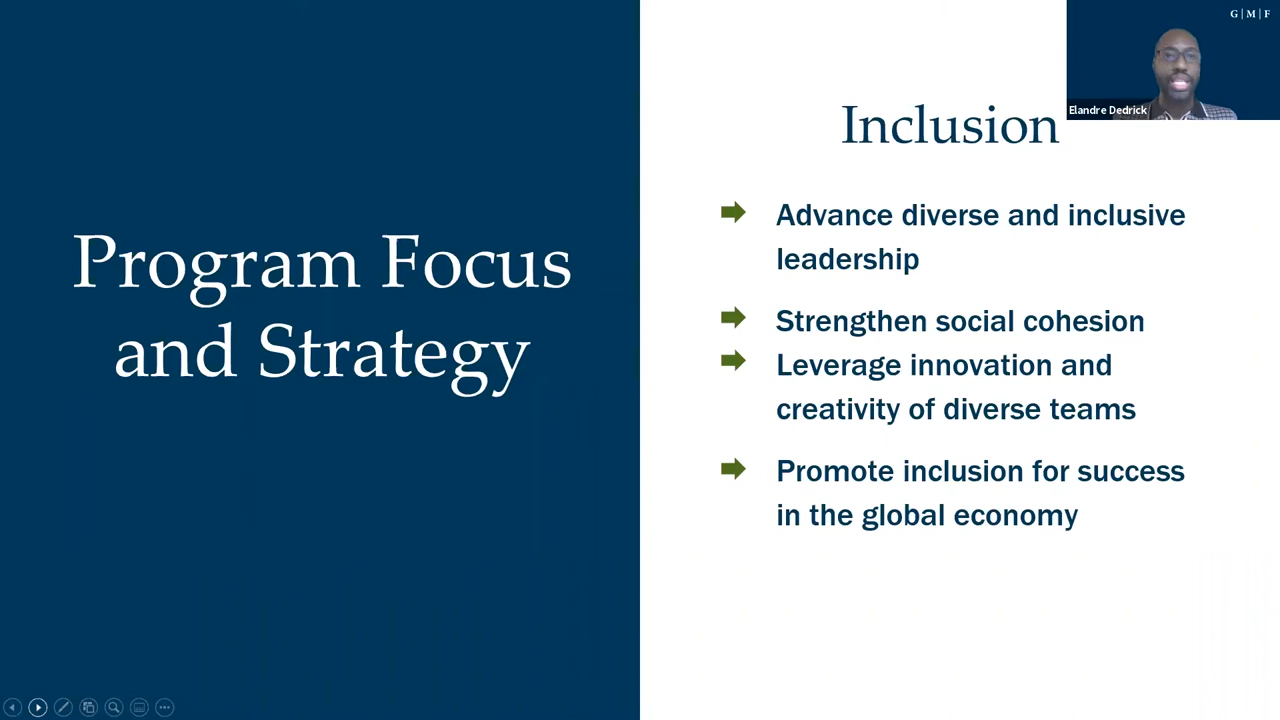 G | M | F
Elandre Dedrick
Program Focus
and Strategy
Inclusion
Advance diverse and inclusive
leadership
Strengthen social cohesion
Leverage innovation and
creativity of diverse teams
Promote inclusion for success
in the global economy